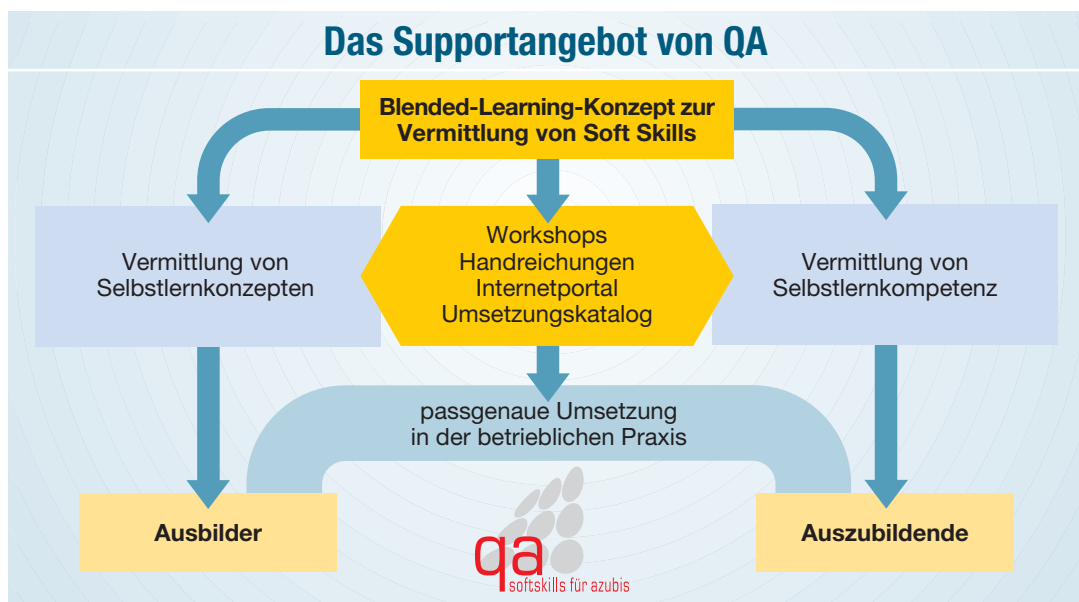 Das Supportangebot von QA
Blended-Learning-Konzept zur
Vermittlung von Soft Skills
Vermittlung von
Selbstlernkonzepten
Workshops
Handreichungen
Internetportal
Umsetzungskatalog
Vermittlung von
Selbstlernkompetenz
passgenaue Umsetzung
in der betrieblichen Praxis
Ausbilder
Auszubildende
qa
softskills für azubis